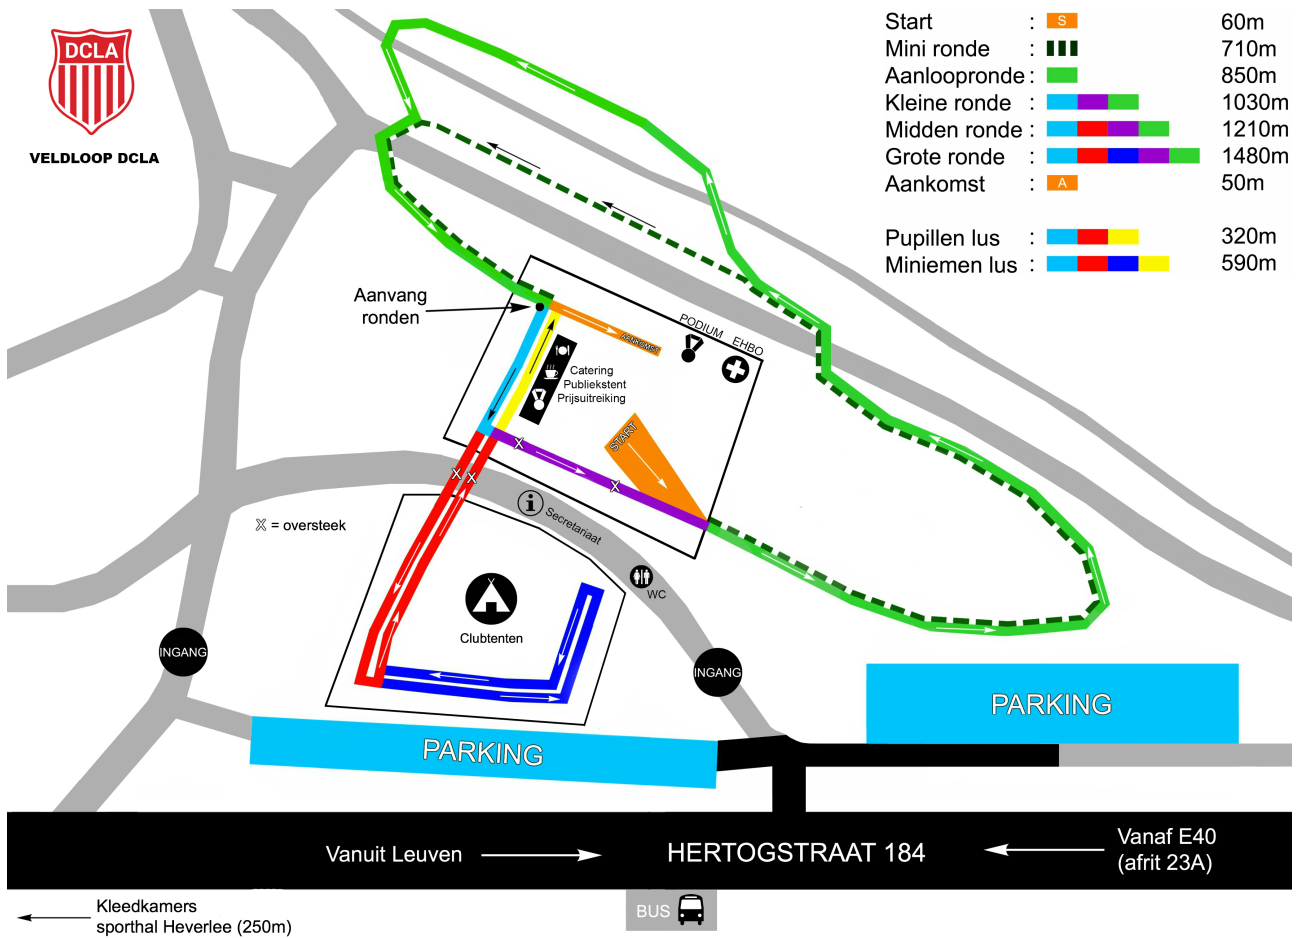 DCLA
VELDLOOP DCLA
Start : S 60m
Mini ronde : 710m
Aanloopronde : 850m
Kleine ronde : 1030m
Midden ronde : 1210m
Grote ronde : 1480m
Aankomst : A 50m
Pupillen lus : 320m
Miniemen lus : 590m
Aanvang
ronden
AANKOMST
PODIUM
EHBO
Catering
Publiekstent
Prijsuitreiking
START
X
X
X X
X = oversteek
i
Secretariaat
WC
Clubtenten
INGANG
INGANG
PARKING
PARKING
Vanuit Leuven
HERTOGSTRAAT 184
Vanaf E40
(afrit 23A)
BUS
Kleedkamers
sporthal Heverlee (250m)